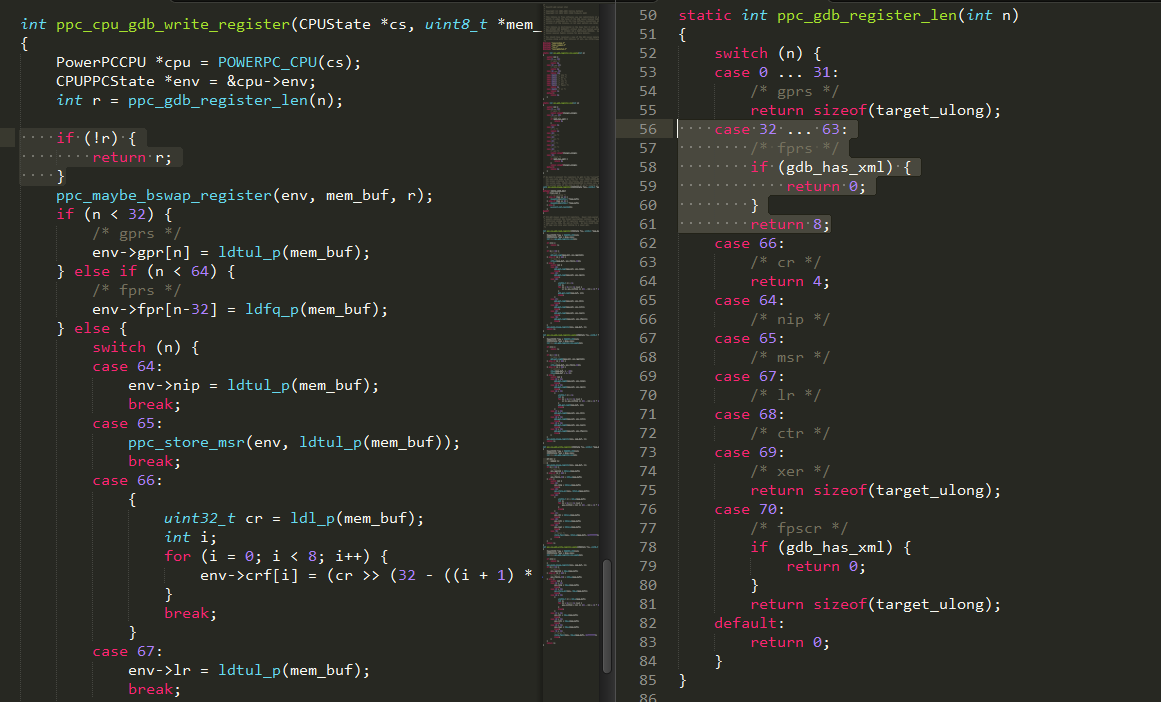 int ppc_cpu_gdb_write_register(CPUState *cs, uint8_t *mem_
{
    PowerPCCPU *cpu = POWERPC_CPU(cs);
    CPUPPCState *env = &cpu->env;
    int r = ppc_gdb_register_len(n);

    if (!r) {
        return r;
    }
    ppc_maybe_bswap_register(env, mem_buf, r);
    if (n < 32) {
        /* gprs */
        env->gpr[n] = ldtul_p(mem_buf);
    } else if (n < 64) {
        /* fprs */
        env->fpr[n-32] = ldfq_p(mem_buf);
    } else {
        switch (n) {
        case 64:
            env->nip = ldtul_p(mem_buf);
            break;
        case 65:
            ppc_store_msr(env, ldtul_p(mem_buf));
            break;
        case 66:
            {
                uint32_t cr = ldl_p(mem_buf);
                int i;
                for (i = 0; i < 8; i++) {
                    env->crf[i] = (cr >> (32 - ((i + 1) *
                }
                break;
            }
        case 67:
            env->lr = ldtul_p(mem_buf);
            break;
50 static int ppc_gdb_register_len(int n)
51 {
52     switch (n) {
53     case 0 ... 31:
54         /* gprs */
55         return sizeof(target_ulong);
56     case 32 ... 63:
57         /* fprs */
58         if (gdb_has_xml) {
59             return 0;
60         }
61         return 8;
62     case 66:
63         /* cr */
64         return 4;
65     case 64:
66         /* nip */
67     case 65:
68         /* msr */
69     case 67:
70         /* lr */
71     case 68:
72         /* ctr */
73     case 69:
74         /* xer */
75         return sizeof(target_ulong);
76     case 70:
77         /* fpscr */
78         if (gdb_has_xml) {
79             return 0;
80         }
81         return sizeof(target_ulong);
82     default:
83         return 0;
84     }
85 }
86